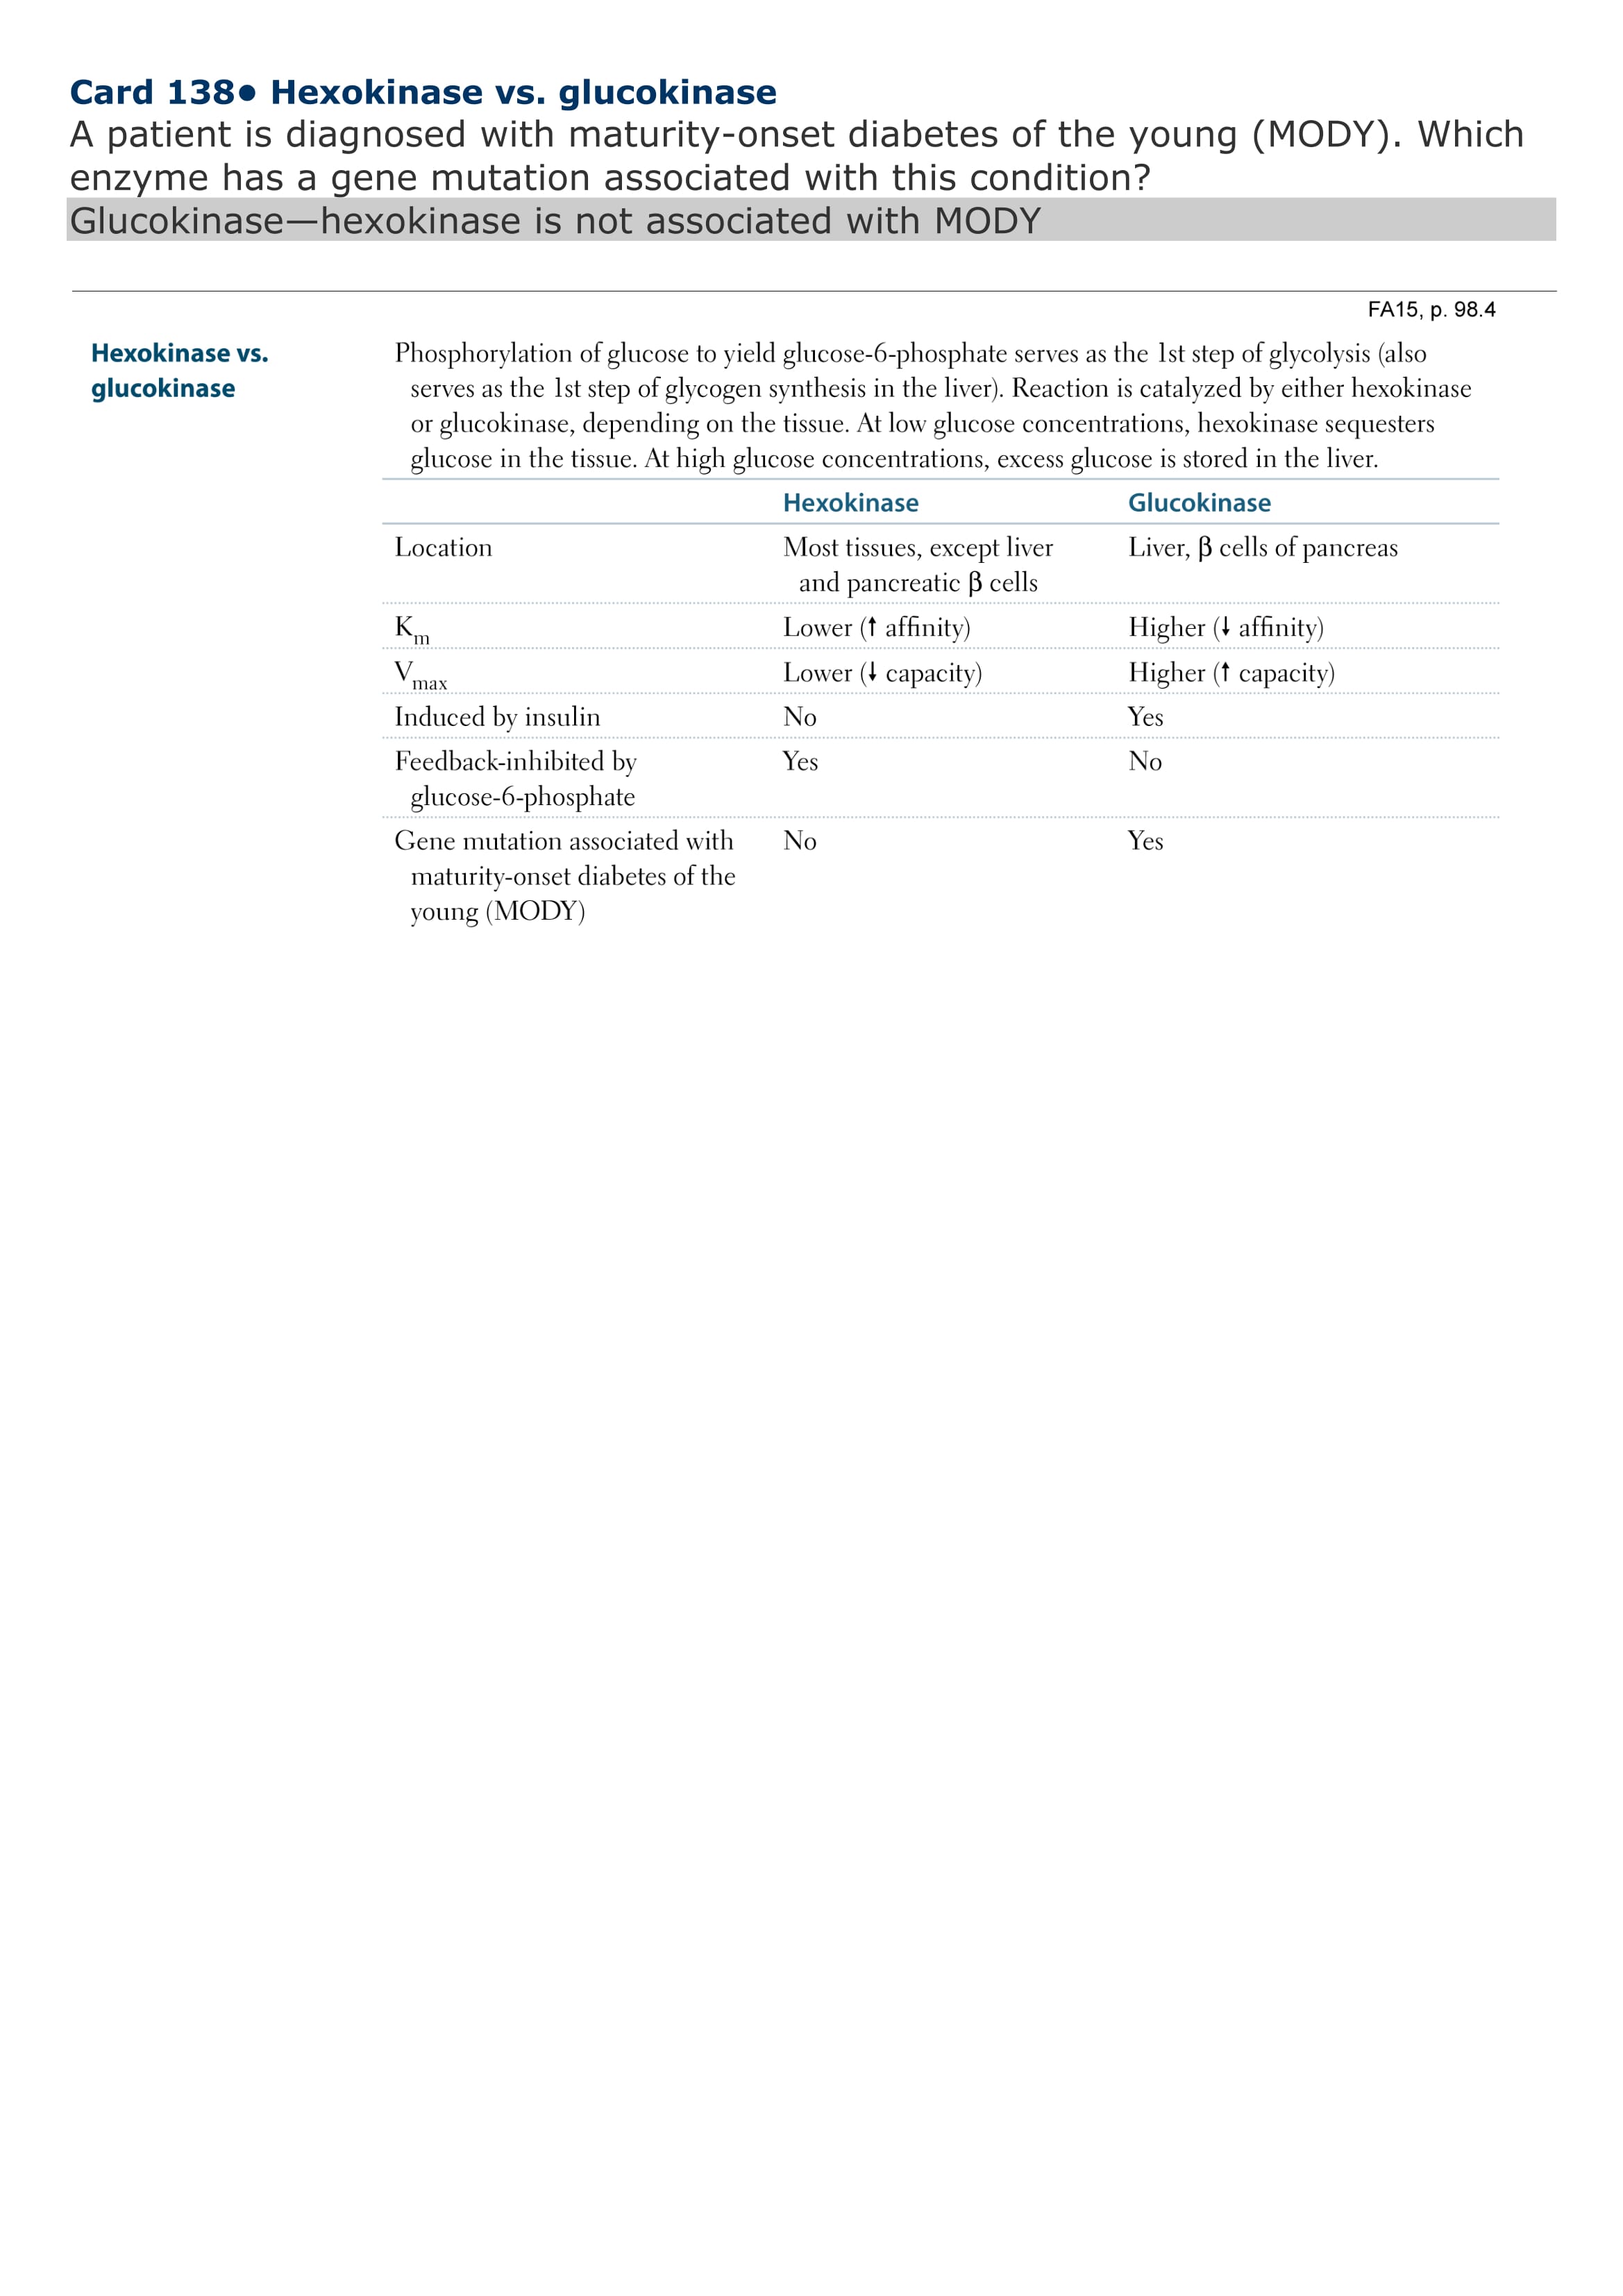 Card 138• Hexokinase vs. glucokinase
A patient is diagnosed with maturity-onset diabetes of the young (MODY). Which
enzyme has a gene mutation associated with this condition?
Glucokinase—hexokinase is not associated with MODY
FA15, p. 98.4
Hexokinase vs.
glucokinase
Phosphorylation of glucose to yield glucose-6-phosphate serves as the 1st step of glycolysis (also
serves as the 1st step of glycogen synthesis in the liver). Reaction is catalyzed by either hexokinase
or glucokinase, depending on the tissue. At low glucose concentrations, hexokinase sequesters
glucose in the tissue. At high glucose concentrations, excess glucose is stored in the liver.
Hexokinase Glucokinase
Location Most tissues, except liver Liver, β cells of pancreas
and pancreatic β cells
Km Lower (↑ affinity) Higher (↓ affinity)
Vmax Lower (↓ capacity) Higher (↑ capacity)
Induced by insulin No Yes
Feedback-inhibited by Yes No
glucose-6-phosphate
Gene mutation associated with No Yes
maturity-onset diabetes of the
young (MODY)